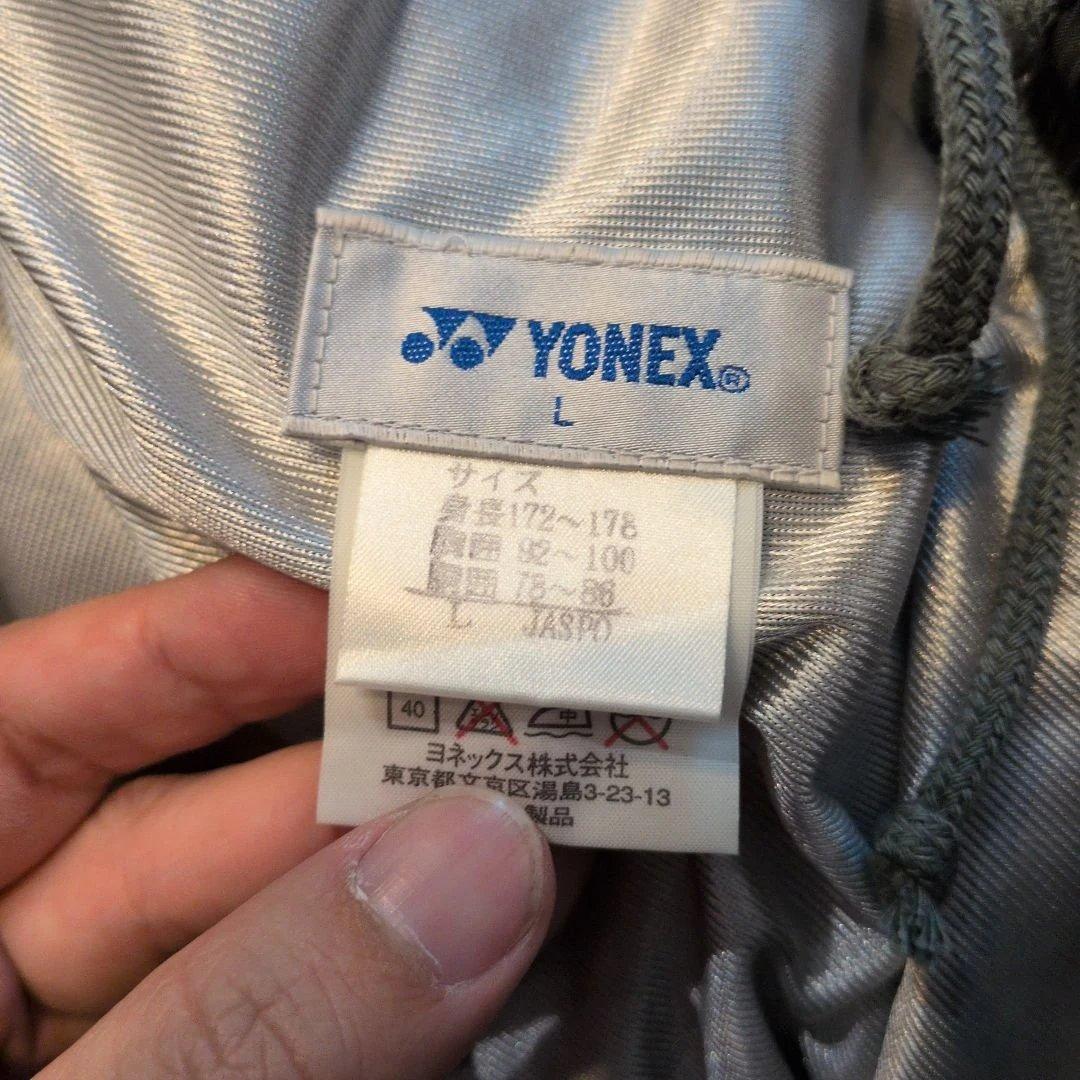 YONEX®
L
サイズ
身長172〜178
胸囲 92〜100
胴囲 78〜86
L JASPO
40
ヨネックス株式会社
東京都文京区湯島3-23-13
製品